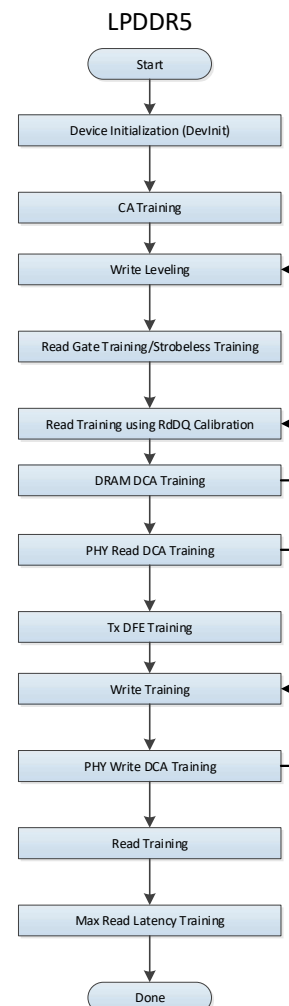 LPDDR5
Start
Device Initialization (DevInit)
CA Training
Write Leveling
Read Gate Training/Strobeless Training
Read Training using RdDQ Calibration
DRAM DCA Training
PHY Read DCA Training
Tx DFE Training
Write Training
PHY Write DCA Training
Read Training
Max Read Latency Training
Done